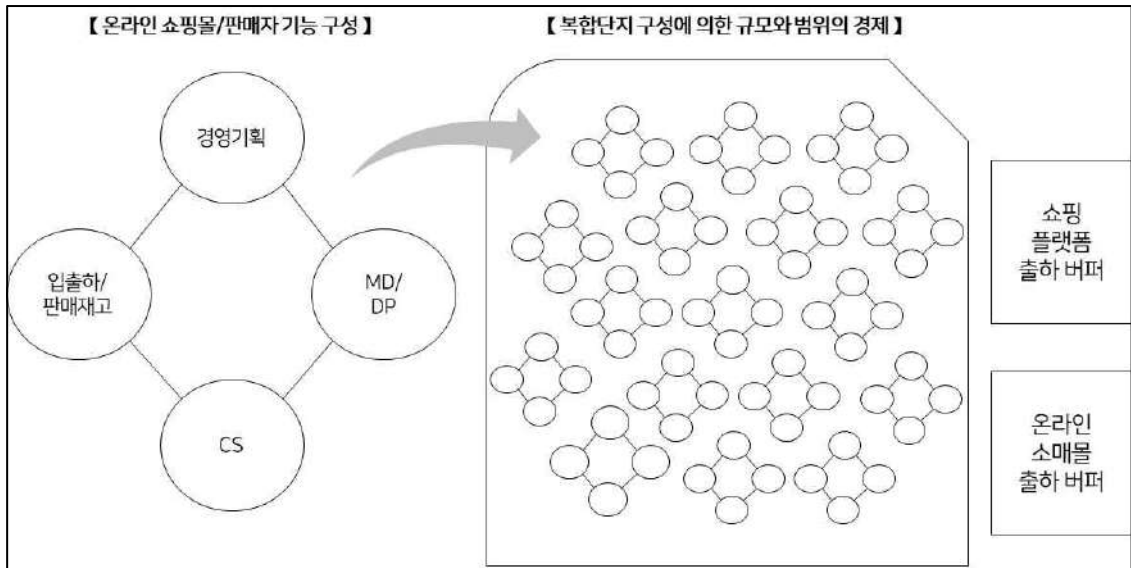 【 온라인 쇼핑몰/판매자 기능 구성 】
【 복합단지 구성에 의한 규모와 범위의 경제 】
경영기획
입출하/
판매재고
MD/
DP
CS
쇼핑
플랫폼
출하 버퍼
온라인
소매몰
출하 버퍼